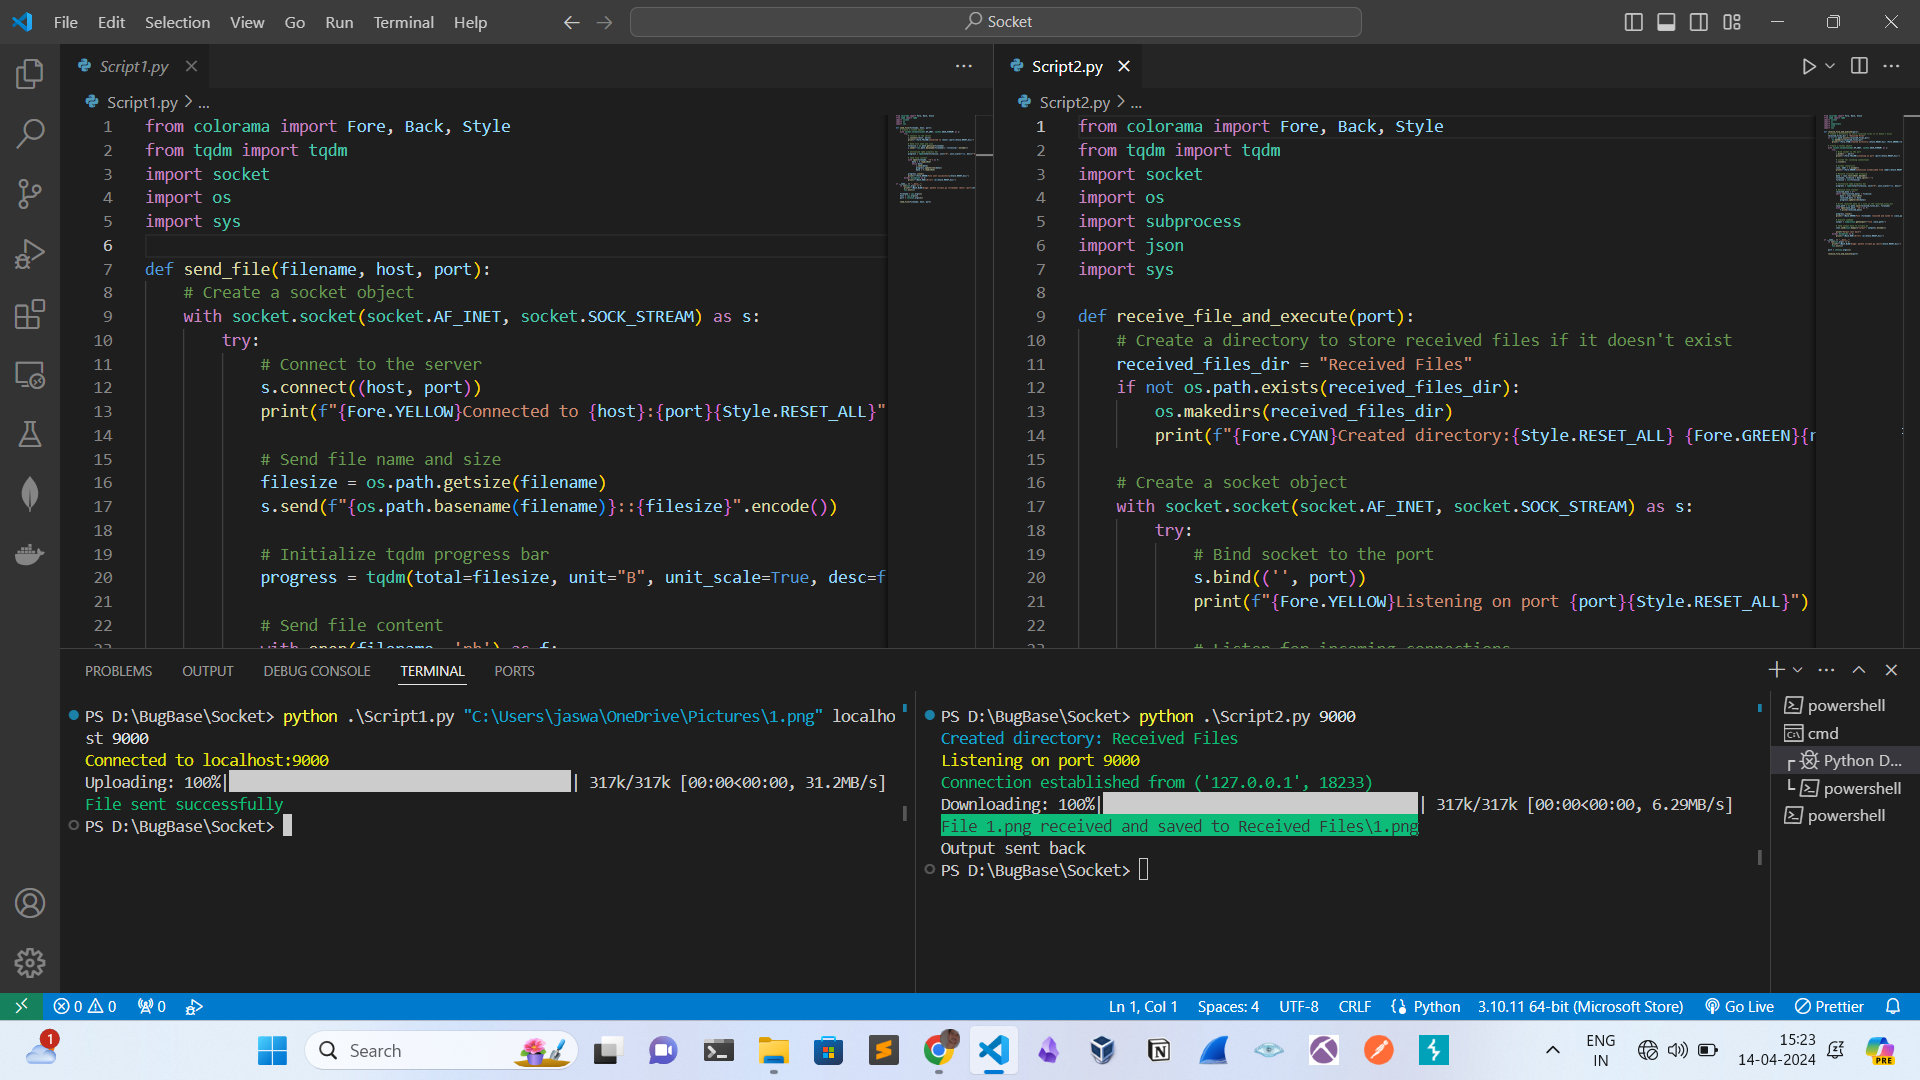 File Edit Selection View Go Run Terminal Help
Socket
Script1.py
Script1.py > ...
1 from colorama import Fore, Back, Style
2 from tqdm import tqdm
3 import socket
4 import os
5 import sys
6
7 def send_file(filename, host, port):
8 # Create a socket object
9 with socket.socket(socket.AF_INET, socket.SOCK_STREAM) as s:
10 try:
11 # Connect to the server
12 s.connect((host, port))
13 print(f"{Fore.YELLOW}Connected to {host}:{port}{Style.RESET_ALL}"
14
15 # Send file name and size
16 filesize = os.path.getsize(filename)
17 s.send(f"{os.path.basename(filename)}::{filesize}".encode())
18
19 # Initialize tqdm progress bar
20 progress = tqdm(total=filesize, unit="B", unit_scale=True, desc=f
21
22 # Send file content
23 with open(filename, 'rb') as f:
Script2.py
Script2.py > ...
1 from colorama import Fore, Back, Style
2 from tqdm import tqdm
3 import socket
4 import os
5 import subprocess
6 import json
7 import sys
8
9 def receive_file_and_execute(port):
10 # Create a directory to store received files if it doesn't exist
11 received_files_dir = "Received Files"
12 if not os.path.exists(received_files_dir):
13 os.makedirs(received_files_dir)
14 print(f"{Fore.CYAN}Created directory:{Style.RESET_ALL} {Fore.GREEN}{r
15
16 # Create a socket object
17 with socket.socket(socket.AF_INET, socket.SOCK_STREAM) as s:
18 try:
19 # Bind socket to the port
20 s.bind(('', port))
21 print(f"{Fore.YELLOW}Listening on port {port}{Style.RESET_ALL}")
22
23 # Listen for incoming connections
PROBLEMS OUTPUT DEBUG CONSOLE TERMINAL PORTS
PS D:\BugBase\Socket> python .\Script1.py "C:\Users\jaswa\OneDrive\Pictures\1.png" localho
st 9000
Connected to localhost:9000
Uploading: 100%| | 317k/317k [00:00<00:00, 31.2MB/s]
File sent successfully
PS D:\BugBase\Socket>
PS D:\BugBase\Socket> python .\Script2.py 9000
Created directory: Received Files
Listening on port 9000
Connection established from ('127.0.0.1', 18233)
Downloading: 100%| | 317k/317k [00:00<00:00, 6.29MB/s]
File 1.png received and saved to Received Files\1.png
Output sent back
PS D:\BugBase\Socket>
powershell
cmd
Python D...
powershell
powershell
0 0 0 Ln 1, Col 1 Spaces: 4 UTF-8 CRLF Python 3.10.11 64-bit (Microsoft Store) Go Live Prettier
1
Search
PRE
ENG
IN
15:23
14-04-2024